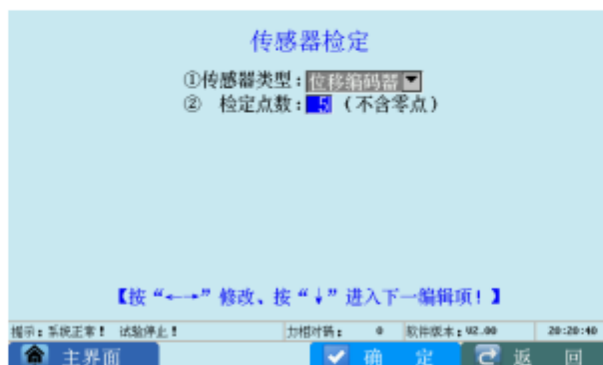 传感器检定
①传感器类型：位移编码器
② 检定点数：5 （不含零点）
【按“←→”修改、按“↓”进入下一编辑项！】
提示：系统正常！ 试验停止！ 力相对码： 0 软件版本：V2.00 20:20:40
主界面 确 定 返 回